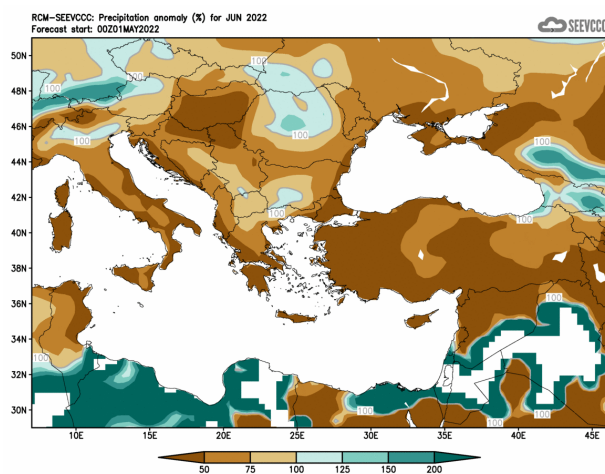 RCM-SEEVCCC: Precipitation anomaly (%) for JUN 2022
Forecast start: 00Z01MAY2022
SEEVCCC
50N
48N
46N
44N
42N
40N
38N
36N
34N
32N
30N
100
100
100
100
100
100
100
100
100
100
100
100
100
10E
15E
20E
25E
30E
35E
40E
45E
50
75
100
125
150
200